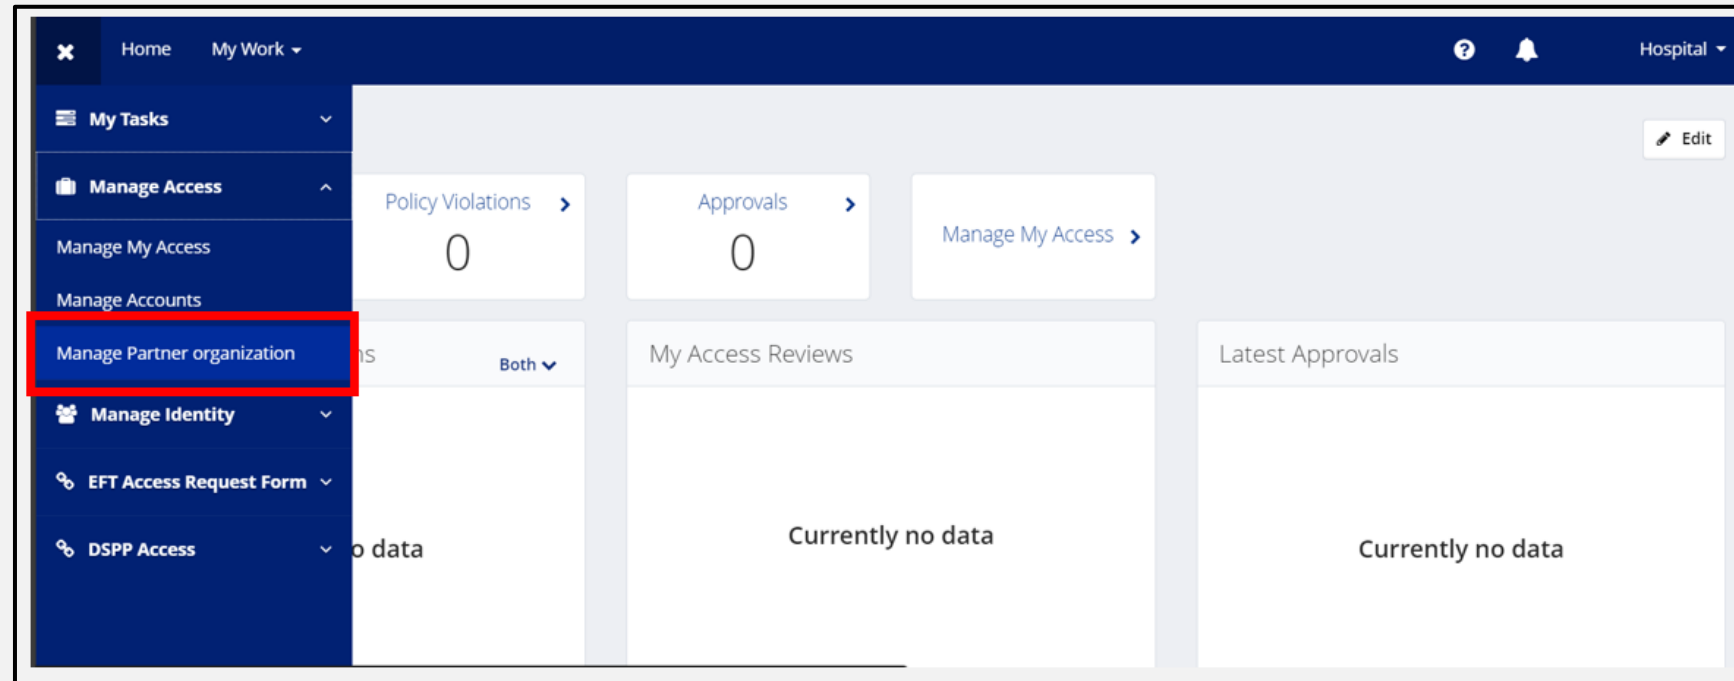 Home My Work
Hospital
My Tasks
Edit
Manage Access
Manage My Access
Manage Accounts
Manage Partner organization
Manage Identity
EFT Access Request Form
DSPP Access
Policy Violations
0
Approvals
0
Manage My Access
Both
o data
My Access Reviews
Currently no data
Latest Approvals
Currently no data